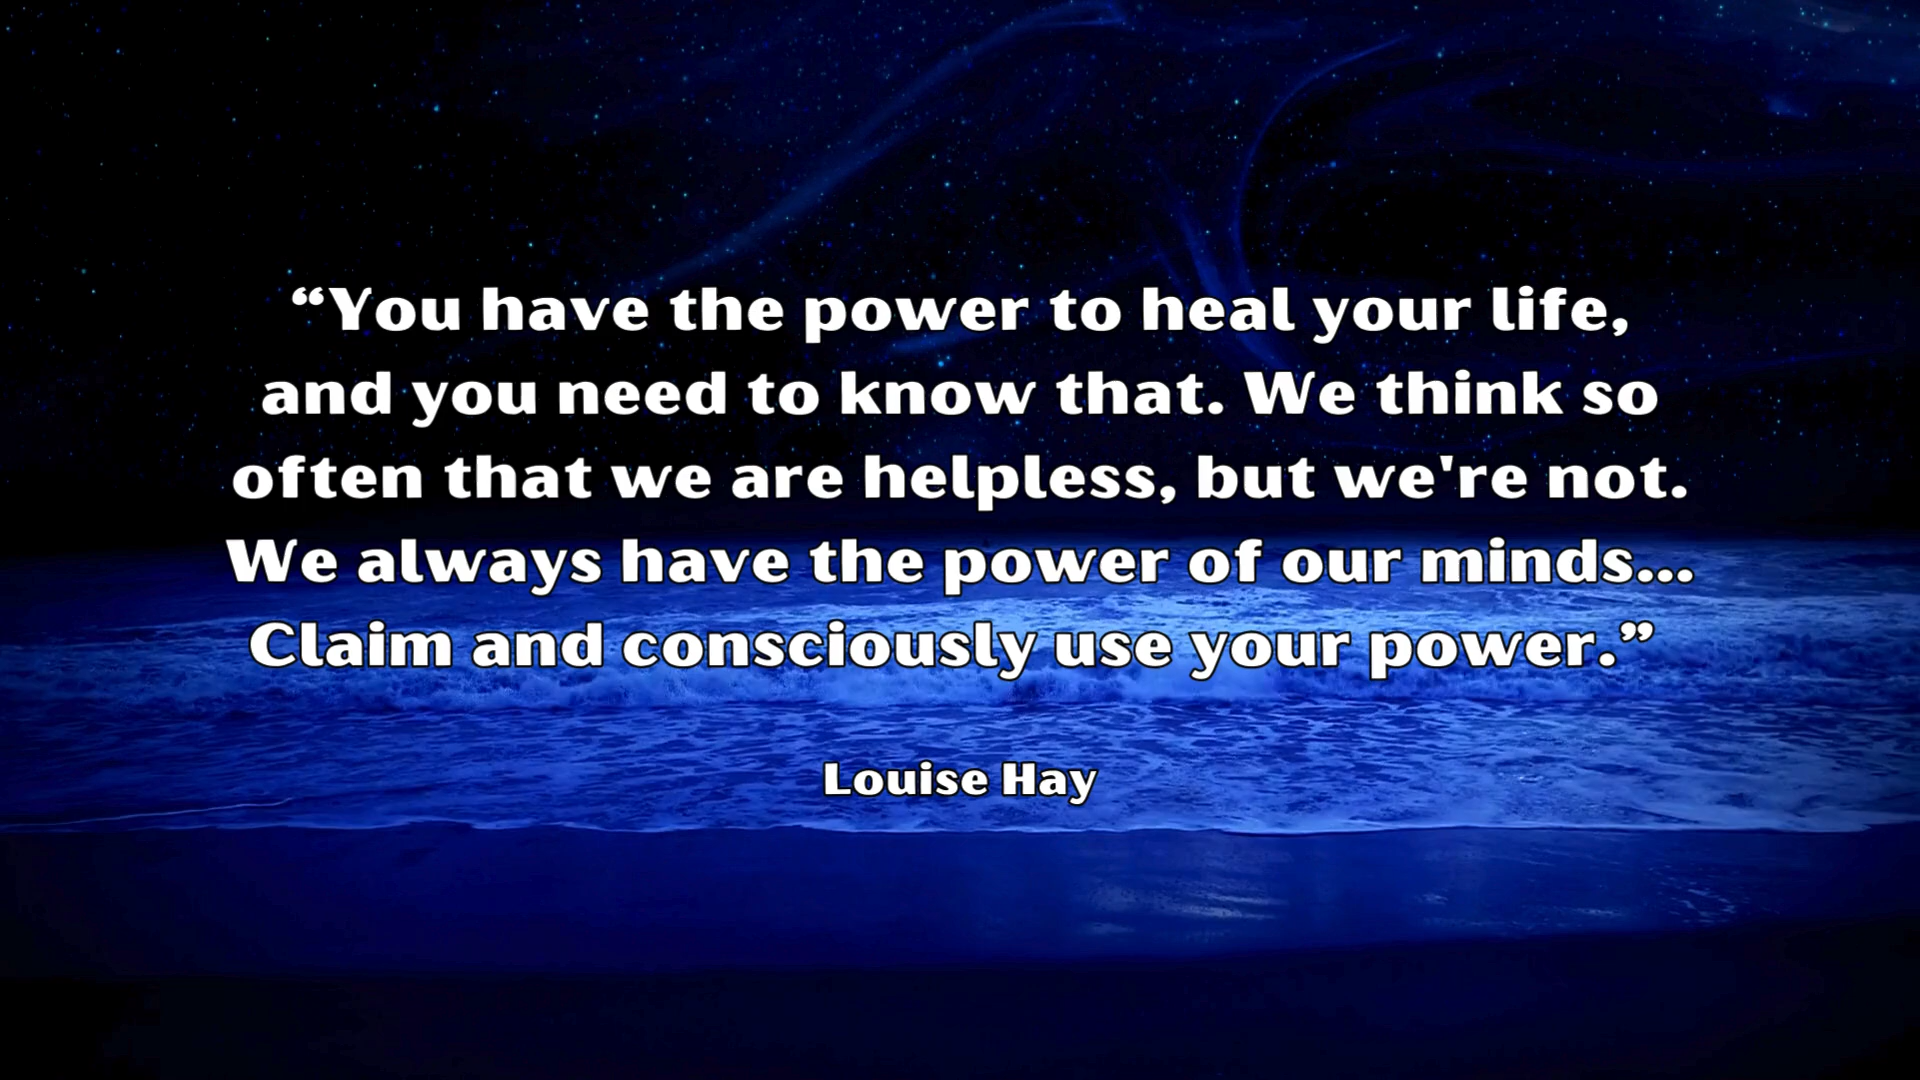 “You have the power to heal your life,
and you need to know that. We think so
often that we are helpless, but we're not.
We always have the power of our minds...
Claim and consciously use your power.”
Louise Hay